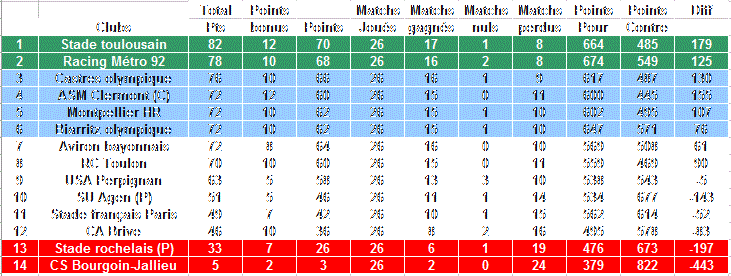 Clubs Total Pts Points bonus Points Matchs Joués Matchs gagnés Matchs nuls Matchs perdus Points Pour Points Contre Diff
1 Stade toulousain 82 12 70 26 17 1 8 664 485 179
2 Racing Métro 92 78 10 68 26 16 2 8 674 549 125
3 Castres olympique 76 10 66 26 16 1 9 617 487 130
4 ASM Clermont (C) 72 12 60 26 15 0 11 600 445 155
5 Montpellier HR 72 10 62 26 15 1 10 602 495 107
6 Biarritz olympique 72 10 62 26 15 1 10 647 571 76
7 Aviron bayonnais 72 8 64 26 16 0 10 569 508 61
8 RC Toulon 70 10 60 26 15 0 11 559 469 90
9 USA Perpignan 63 5 58 26 13 3 10 538 543 -5
10 SU Agen (P) 51 5 46 26 11 1 14 534 677 -143
11 Stade français Paris 49 7 42 26 10 1 15 562 614 -52
12 CA Brive 46 10 36 26 8 2 16 495 578 -83
13 Stade rochelais (P) 33 7 26 26 6 1 19 476 673 -197
14 CS Bourgoin-Jallieu 5 2 3 26 2 0 24 379 822 -443